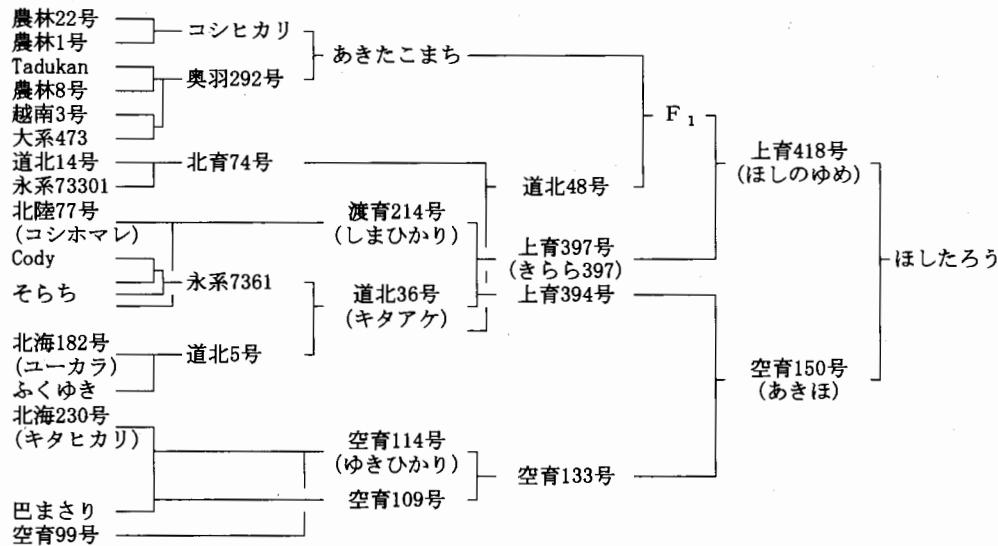 農林22号
農林1号
コシヒカリ
Tadukan
農林8号
奥羽292号
あきたこまち
越南3号
大系473
F₁
道北14号
永系73301
北育74号
道北48号
上育418号
(ほしのゆめ)
北陸77号
(コシホマレ)
渡育214号
(しまひかり)
上育397号
(きらら397)
Cody
そらち
永系7361
道北36号
(キタアケ)
上育394号
ほしたろう
北海182号
(ユーカラ)
ふくゆき
道北5号
空育150号
(あきほ)
北海230号
(キタヒカリ)
空育114号
(ゆきひかり)
空育133号
巴まさり
空育109号
空育99号